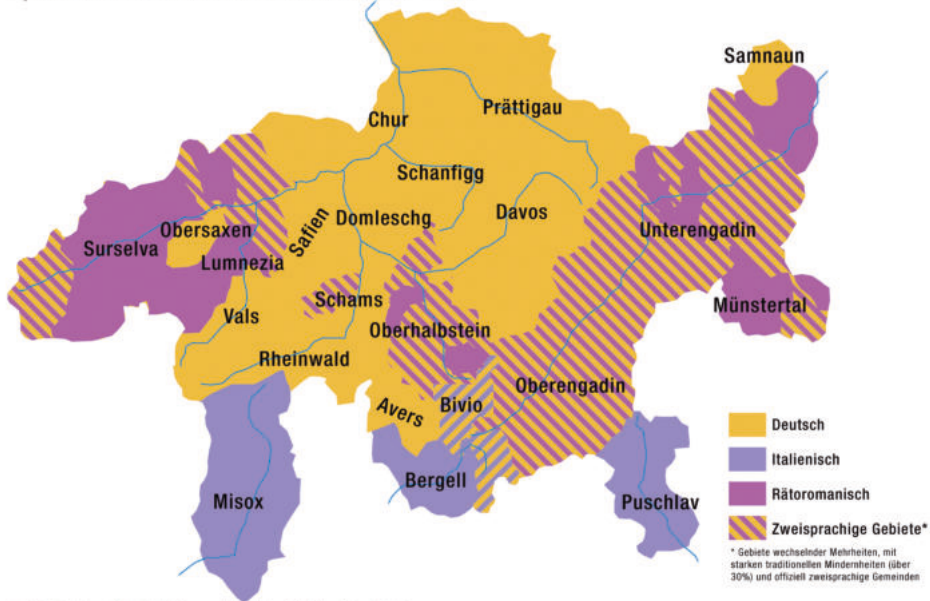 Samnaun
Prättigau
Chur
Schanfigg
Davos
Domleschg
Safien
Obersaxen
Surselva
Lumnezia
Unterengadin
Schams
Münstertal
Vals
Oberhalbstein
Rheinwald
Oberengadin
Avers
Bivio
Bergell
Misox
Puschlav
Deutsch
Italienisch
Rätoromanisch
Zweisprachige Gebiete*
* Gebiete wechselnder Mehrheiten, mit
starken traditionellen Mindernheiten (über
30%) und offiziell zweisprachige Gemeinden